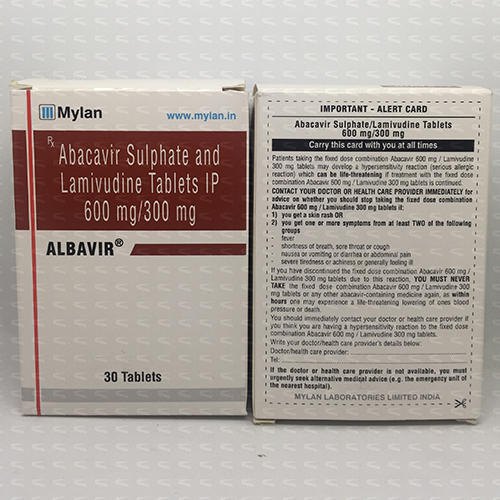 Mylan
www.mylan.in
Rx Abacavir Sulphate and
Lamivudine Tablets IP
600 mg/300 mg
ALBAVIR®
30 Tablets
IMPORTANT - ALERT CARD
Abacavir Sulphate/Lamivudine Tablets
600 mg/300 mg
Carry this card with you at all times
Patients taking the fixed dose combination Abacavir 600 mg / Lamivudine
300 mg tablets may develop a hypersensitivity reaction (serious allergic
reaction) which can be life-threatening if treatment with the fixed dose
combination Abacavir 600 mg / Lamivudine 300 mg tablets is continued.
CONTACT YOUR DOCTOR OR HEALTH CARE PROVIDER IMMEDIATELY for
advice on whether you should stop taking the fixed dose combination
Abacavir 600 mg / Lamivudine 300 mg tablets if:
1) you get a skin rash OR
2) you get one or more symptoms from at least TWO of the following
groups
fever
shortness of breath, sore throat or cough
nausea or vomiting or diarrhea or abdominal pain
severe tiredness or achiness or generally feeling ill
If you have discontinued the fixed dose combination Abacavir 600 mg /
Lamivudine 300 mg tablets due to this reaction, YOU MUST NEVER
TAKE the fixed dose combination Abacavir 600 mg / Lamivudine 300
mg tablets or any other abacavir-containing medicine again, as within
hours one may experience a life-threatening lowering of ones blood
pressure or death.
You should immediately contact your doctor or health care provider if
you think you are having a hypersensitivity reaction to the fixed dose
combination Abacavir 600 mg / Lamivudine 300 mg tablets.
Write your doctor/health care provider's details below:
Doctor/health care provider:
Tel:
If the doctor or health care provider is not available, you must
urgently seek alternative medical advice (e.g. the emergency unit of
the nearest hospital).
MYLAN LABORATORIES LIMITED INDIA